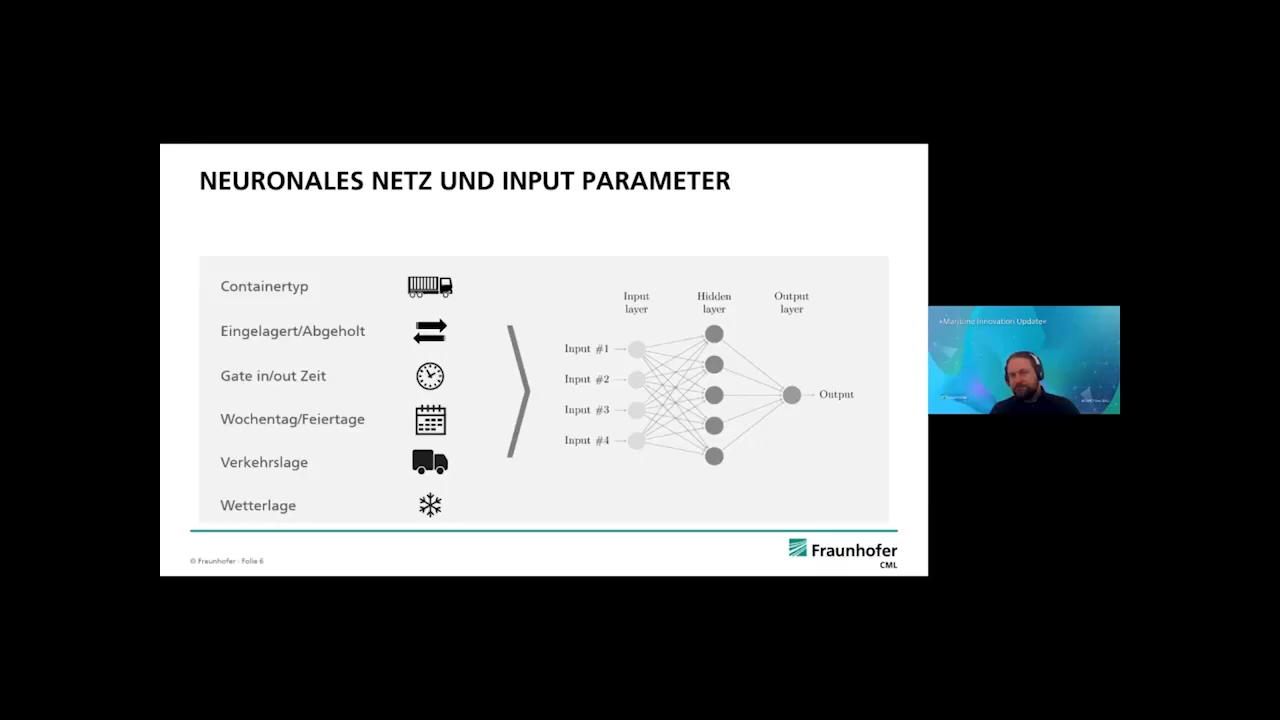 NEURONALES NETZ UND INPUT PARAMETER
Containertyp
Eingelagert/Abgeholt
Gate in/out Zeit
Wochentag/Feiertage
Verkehrslage
Wetterlage
Input layer
Hidden layer
Output layer
Input #1
Input #2
Input #3
Input #4
Output
© Fraunhofer - Folie 6
Fraunhofer
CML
»Maritime Innovation Update«